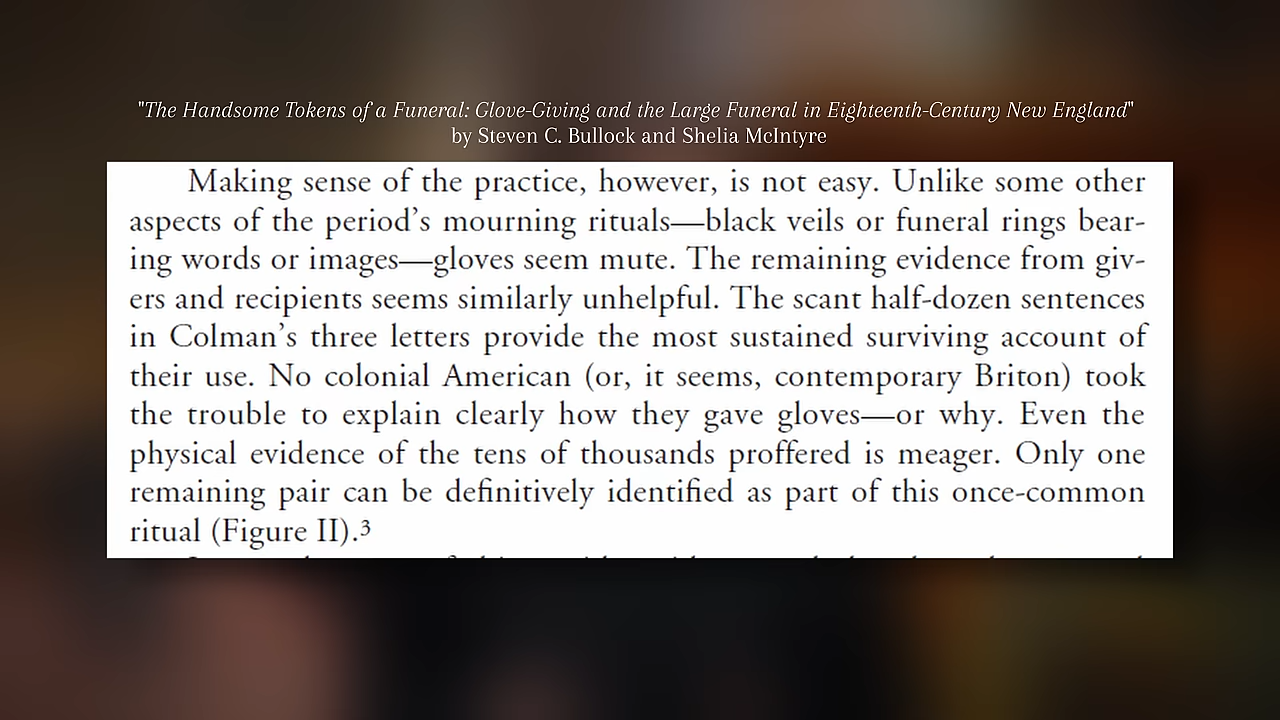 "The Handsome Tokens of a Funeral: Glove-Giving and the Large Funeral in Eighteenth-Century New England"
by Steven C. Bullock and Shelia McIntyre
Making sense of the practice, however, is not easy. Unlike some other
aspects of the period's mourning rituals—black veils or funeral rings bear-
ing words or images—gloves seem mute. The remaining evidence from giv-
ers and recipients seems similarly unhelpful. The scant half-dozen sentences
in Colman's three letters provide the most sustained surviving account of
their use. No colonial American (or, it seems, contemporary Briton) took
the trouble to explain clearly how they gave gloves—or why. Even the
physical evidence of the tens of thousands proffered is meager. Only one
remaining pair can be definitively identified as part of this once-common
ritual (Figure II).3